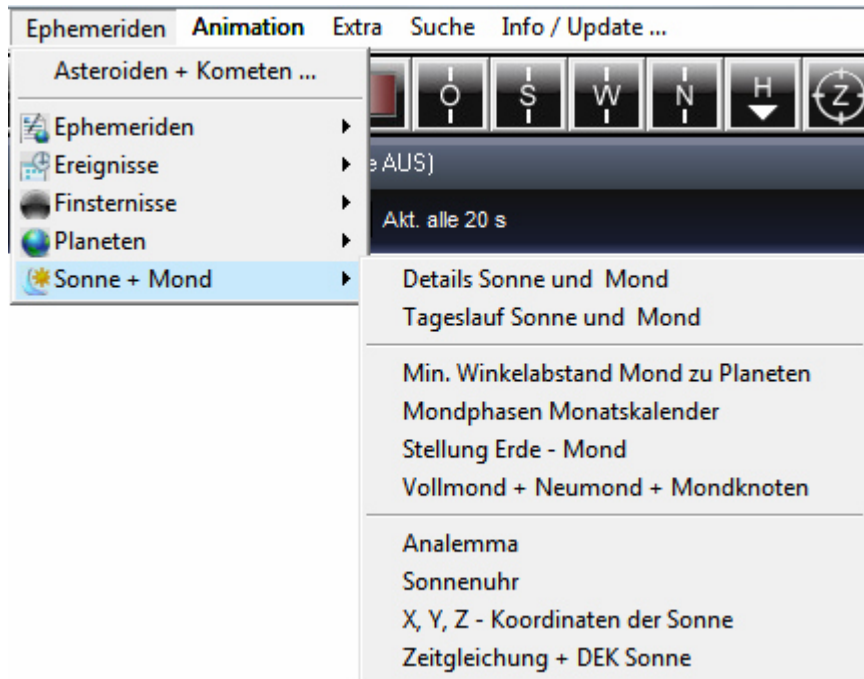 Ephemeriden Animation Extra Suche Info / Update ...
Asteroiden + Kometen ...
O S W N H Z
Ephemeriden
Ereignisse
e AUS)
Finsternisse
Akt. alle 20 s
Planeten
Sonne + Mond
Details Sonne und Mond
Tageslauf Sonne und Mond
Min. Winkelabstand Mond zu Planeten
Mondphasen Monatskalender
Stellung Erde - Mond
Vollmond + Neumond + Mondknoten
Analemma
Sonnenuhr
X, Y, Z - Koordinaten der Sonne
Zeitgleichung + DEK Sonne